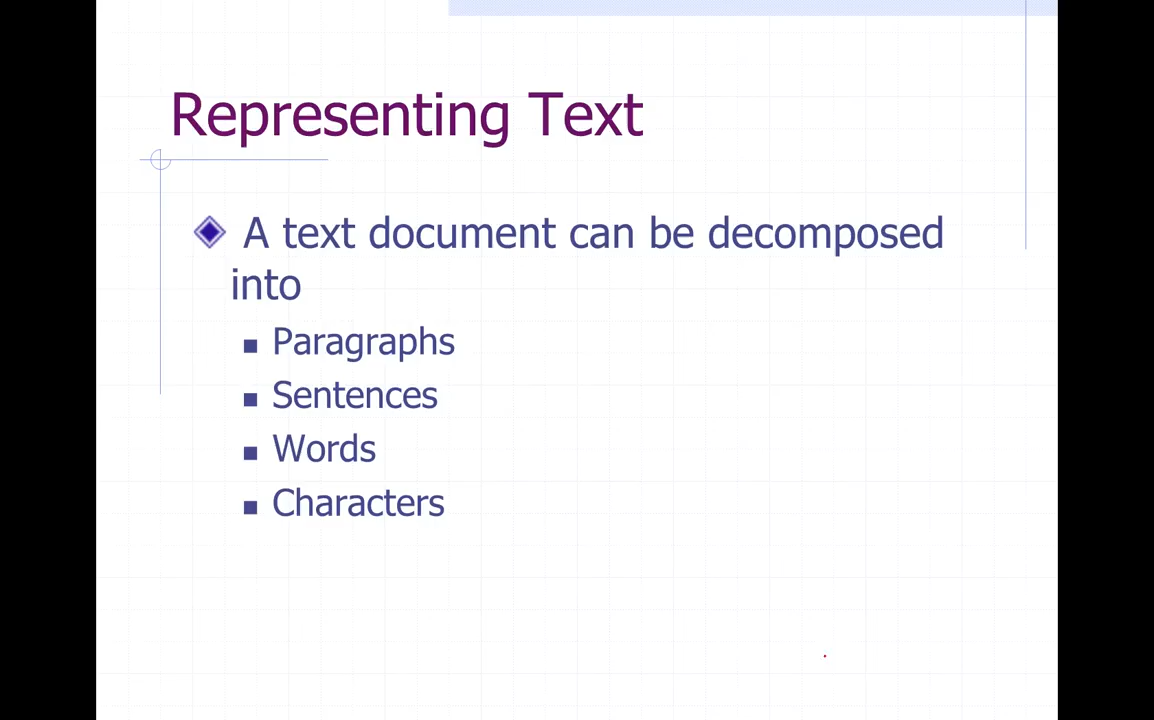 Representing Text
A text document can be decomposed
into
Paragraphs
Sentences
Words
Characters